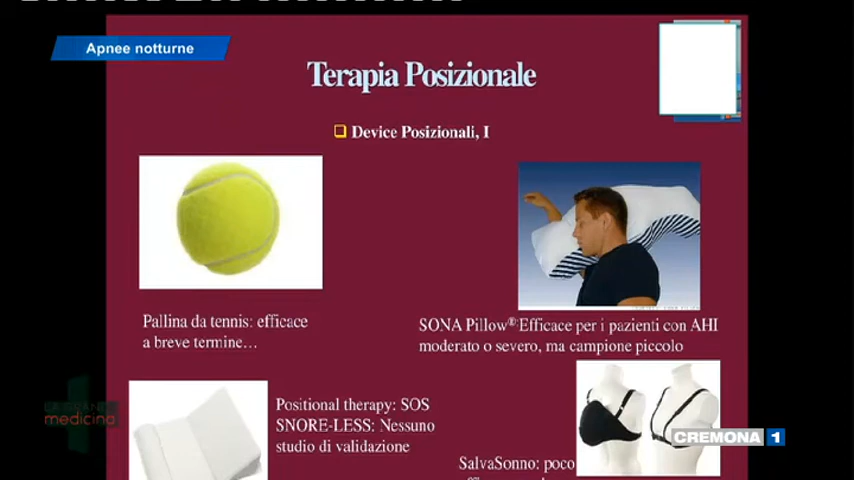 Apnee notturne
Terapia Posizionale
Device Posizionali, I
Pallina da tennis: efficace
a breve termine...
SONA Pillow®:Efficace per i pazienti con AHI
moderato o severo, ma campione piccolo
Positional therapy: SOS
SNORE-LESS: Nessuno
studio di validazione
SalvaSonno: poco
LA GRANDE
medicina
CREMONA 1